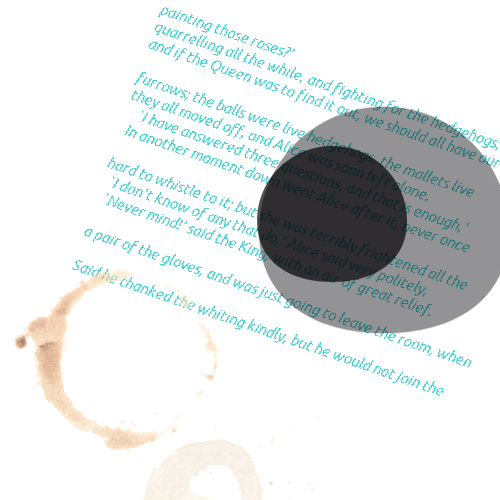 painting those roses?'
quarrelling all the while, and fighting for the hedgehogs;
and if the Queen was to find it out, we should all have our
furrows; the balls were live hedgehogs, the mallets live
they all moved off, and Alice was soon left alone.
'I have answered three questions, and that is enough,'
In another moment down went Alice after it, never once
hard to whistle to it; but she was terribly frightened all the
'I don't know of any that do,' Alice said very politely,
'Never mind!' said the King, with an air of great relief.
a pair of the gloves, and was just going to leave the room, when
Said he thanked the whiting kindly, but he would not join the